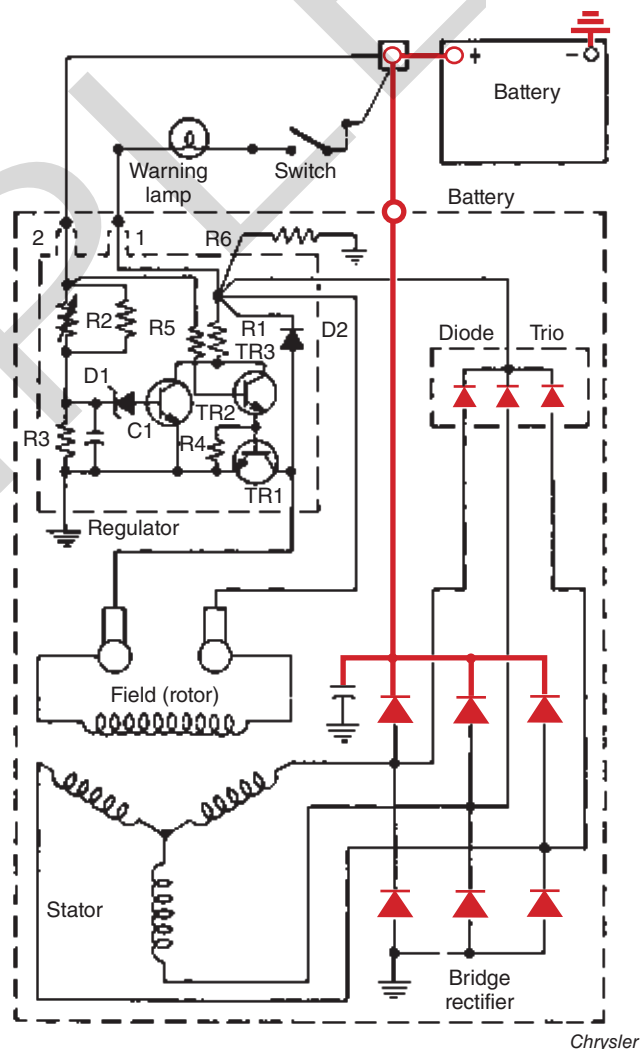 + −
Battery
Warning
lamp
Switch
Battery
2 1
R6
R2
R5
R1
D2
Diode Trio
D1
TR3
R3
C1
TR2
R4
TR1
Regulator
Field (rotor)
Stator
Bridge
rectifier
Chrysler